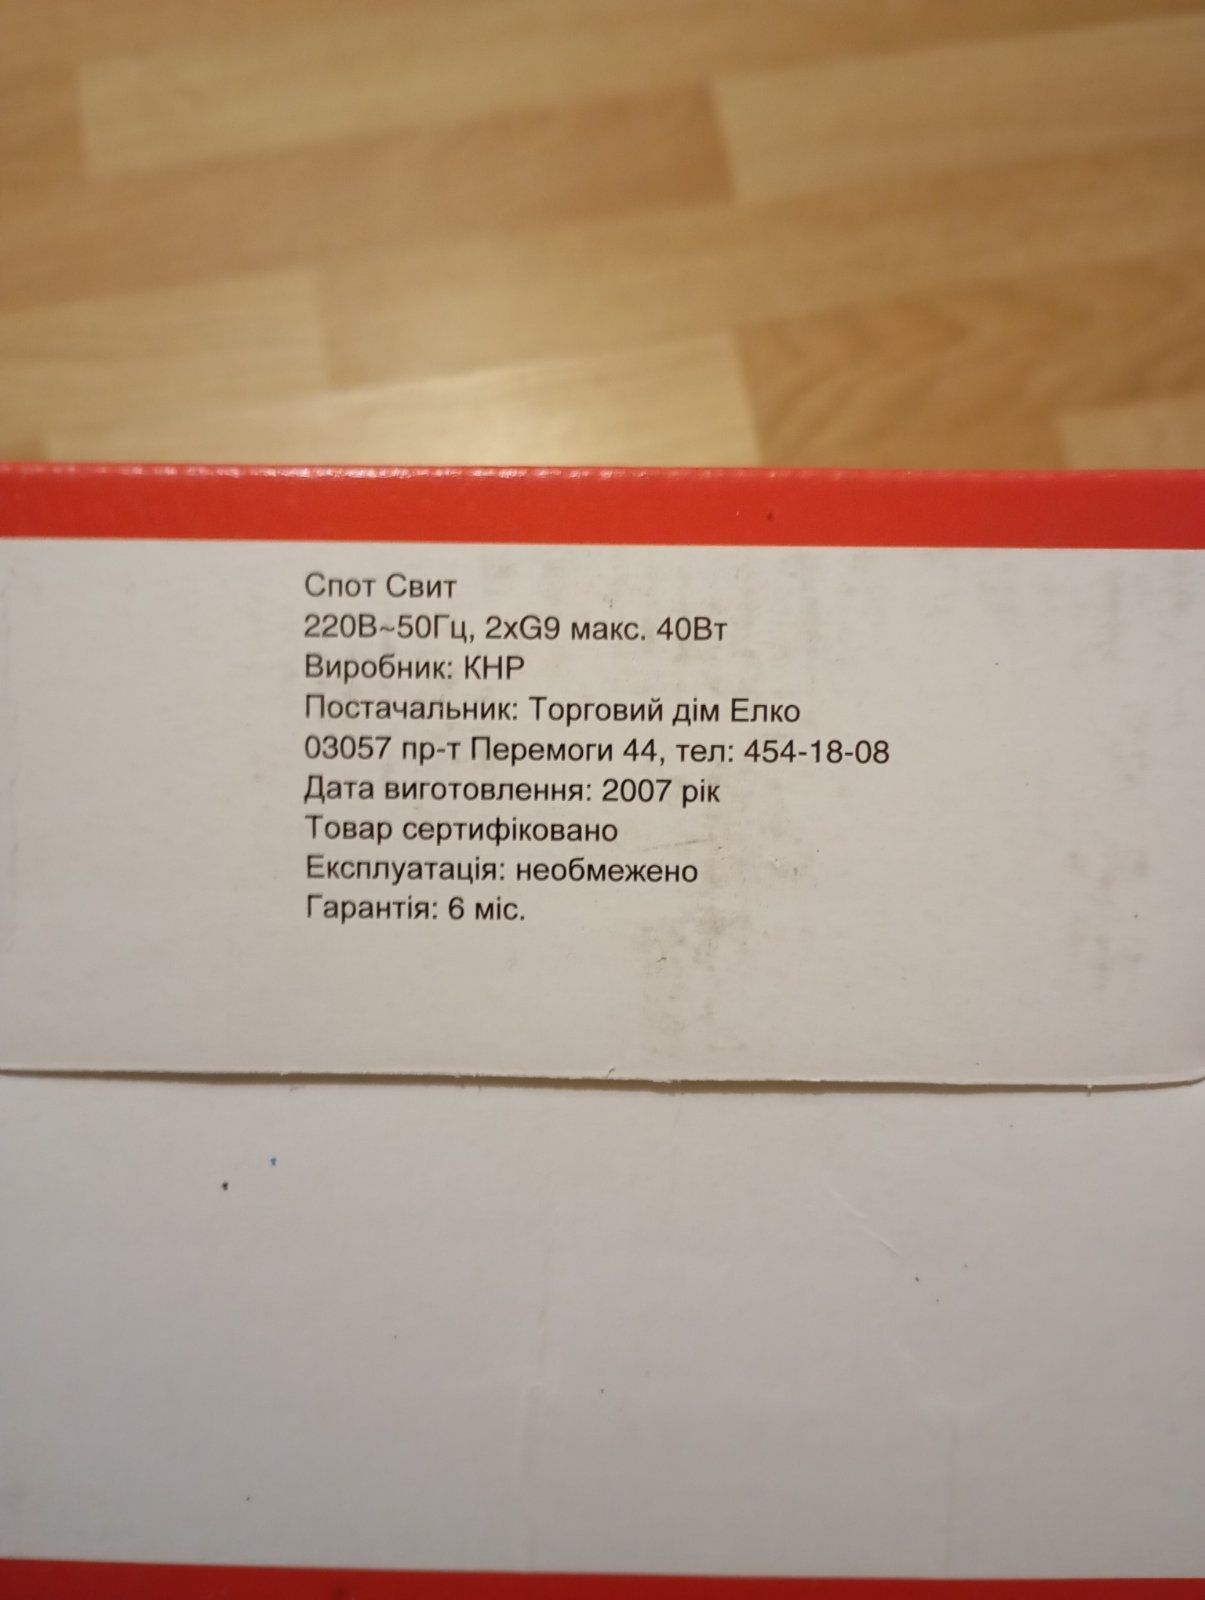 Спот Свит
220В~50Гц, 2xG9 макс. 40Вт
Виробник: КНР
Постачальник: Торговий дім Елко
03057 пр-т Перемоги 44, тел: 454-18-08
Дата виготовлення: 2007 рік
Товар сертифіковано
Експлуатація: необмежено
Гарантія: 6 міс.